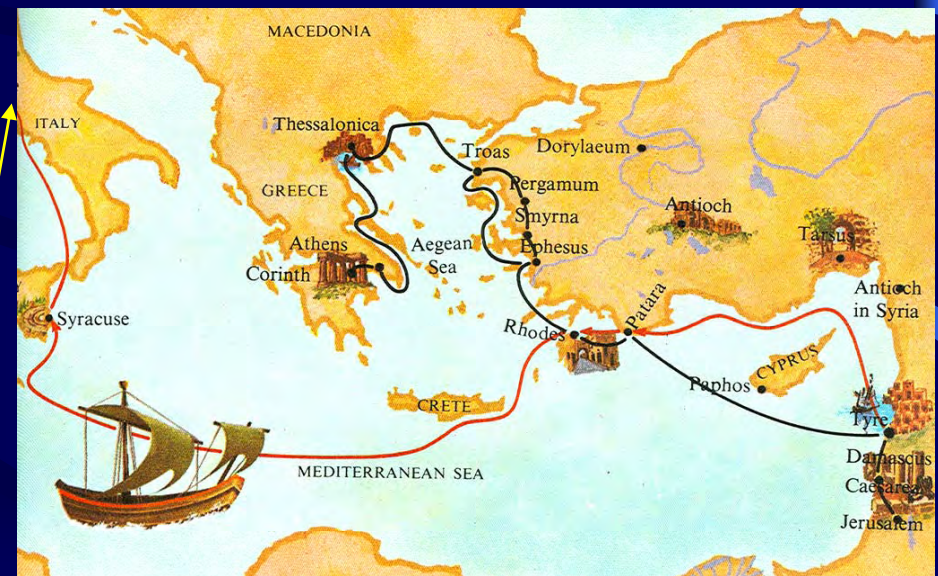 MACEDONIA
ITALY
Thessalonica
Troas
Dorylaeum
GREECE
Pergamum
Smyrna
Antioch
Athens
Aegean
Sea
Ephesus
Tarsus
Corinth
Antioch
in Syria
Syracuse
Rhodes
Patara
CYPRUS
Paphos
CRETE
Tyre
MEDITERRANEAN SEA
Damascus
Caesarea
Jerusalem